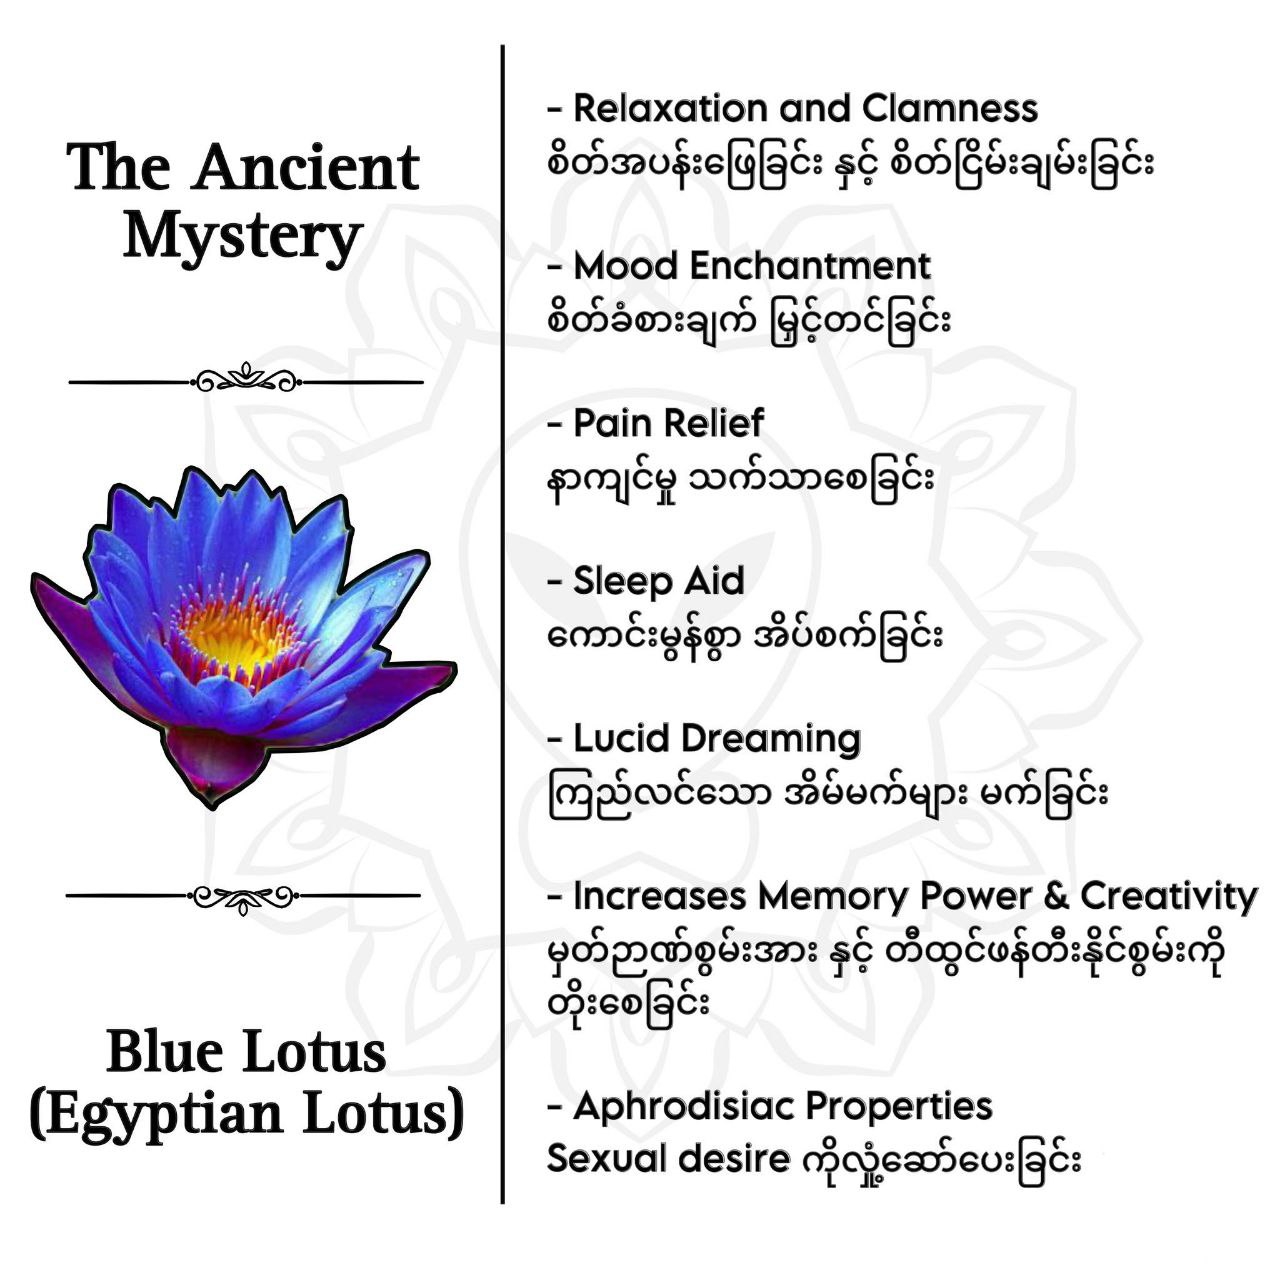 The Ancient
Mystery
Blue Lotus
(Egyptian Lotus)
- Relaxation and Clamness
စိတ်အပန်းဖြေခြင်း နှင့် စိတ်ငြိမ်းချမ်းခြင်း
- Mood Enchantment
စိတ်ခံစားချက် မြှင့်တင်ခြင်း
- Pain Relief
နာကျင်မှု သက်သာစေခြင်း
- Sleep Aid
ကောင်းမွန်စွာ အိပ်စက်ခြင်း
- Lucid Dreaming
ကြည်လင်သော အိမ်မက်များ မက်ခြင်း
- Increases Memory Power & Creativity
မှတ်ဉာဏ်စွမ်းအား နှင့် တီထွင်ဖန်တီးနိုင်စွမ်းကို
တိုးစေခြင်း
- Aphrodisiac Properties
Sexual desire ကိုလှုံ့ဆော်ပေးခြင်း